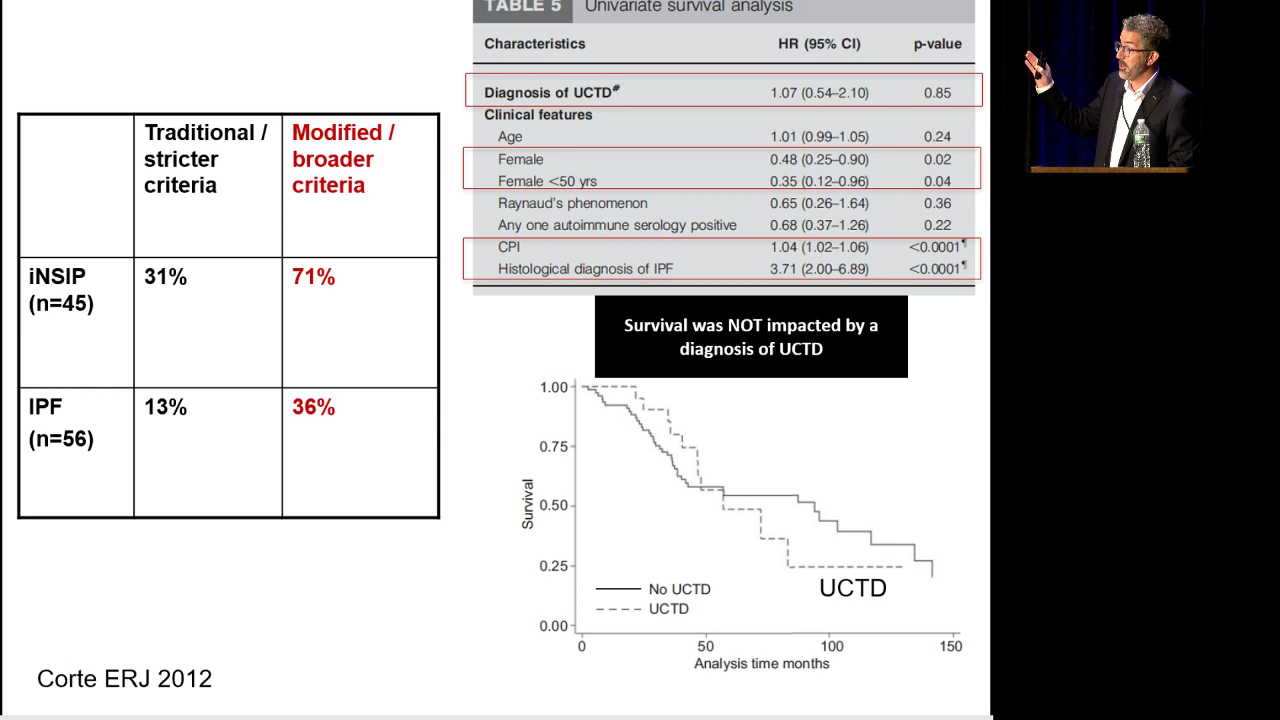 TABLE 5 Univariate survival analysis
Characteristics HR (95% CI) p-value
Diagnosis of UCTD# 1.07 (0.54–2.10) 0.85
Clinical features
Age 1.01 (0.99–1.05) 0.24
Female 0.48 (0.25–0.90) 0.02
Female <50 yrs 0.35 (0.12–0.96) 0.04
Raynaud's phenomenon 0.65 (0.26–1.64) 0.36
Any one autoimmune serology positive 0.68 (0.37–1.26) 0.22
CPI 1.04 (1.02–1.06) <0.0001¶
Histological diagnosis of IPF 3.71 (2.00–6.89) <0.0001¶
Traditional /
stricter
criteria
Modified /
broader
criteria
iNSIP
(n=45)
31%
71%
IPF
(n=56)
13%
36%
Survival was NOT impacted by a
diagnosis of UCTD
1.00
0.75
0.50
0.25
0.00
Survival
No UCTD
UCTD
UCTD
0 50 100 150
Analysis time months
Corte ERJ 2012